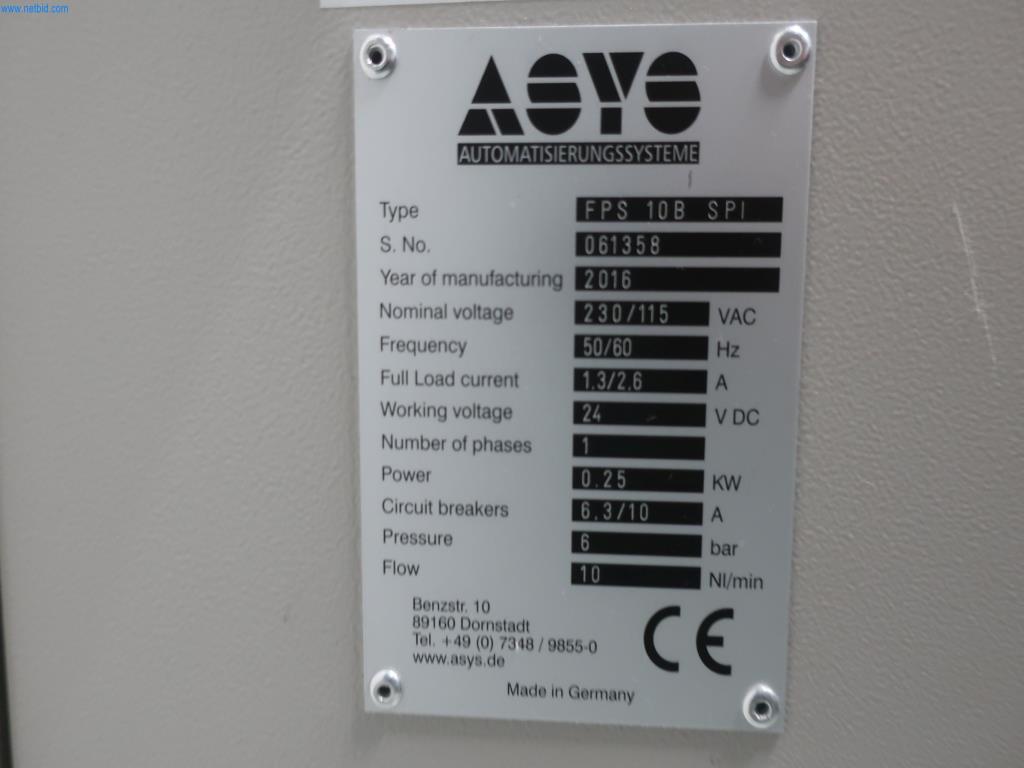 www.netbid.com
ASYS
AUTOMATISIERUNGSSYSTEME
Type FPS 10B SPI
S. No. 061358
Year of manufacturing 2016
Nominal voltage 230/115 VAC
Frequency 50/60 Hz
Full Load current 1.3/2.6 A
Working voltage 24 V DC
Number of phases 1
Power 0.25 KW
Circuit breakers 6.3/10 A
Pressure 6 bar
Flow 10 Nl/min
Benzstr. 10
89160 Dornstadt
Tel. +49 (0) 7348 / 9855-0
www.asys.de
CE
Made in Germany